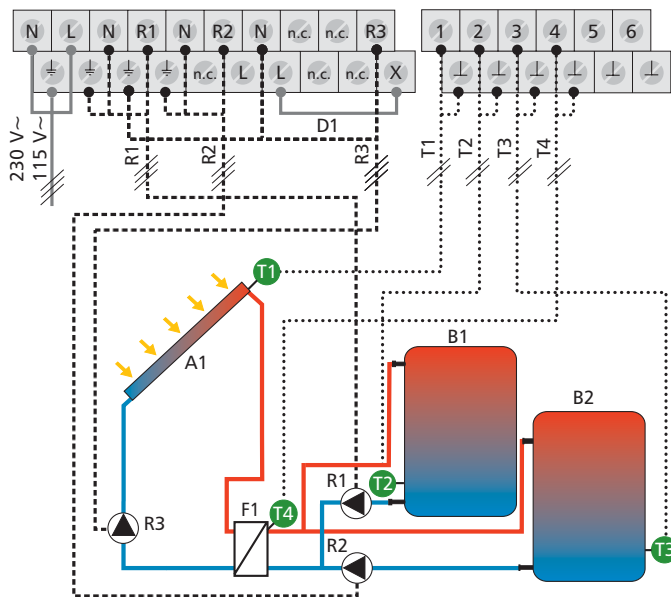 N L N R1 N R2 N n.c. n.c. R3
n.c. L L n.c. n.c. X
1 2 3 4 5 6
D1
230 V~
115 V~
R1
R2
R3
T1
T2
T3
T4
T1
A1
B1
B2
R1
T2
F1
T4
R3
R2
T3